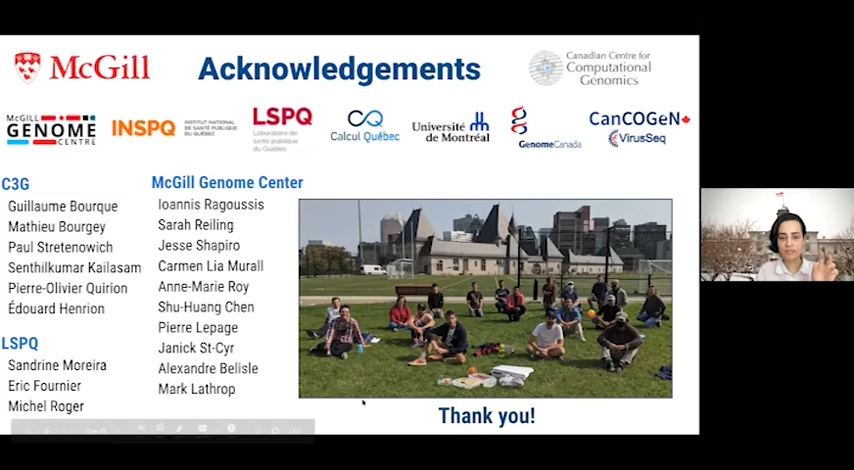 McGill
Acknowledgements
Canadian Centre for
Computational
Genomics
McGILL
GENOME
CENTRE
INSPQ
INSTITUT NATIONAL
DE SANTÉ PUBLIQUE
DU QUÉBEC
LSPQ
Laboratoire de
santé publique
du Québec
Calcul Québec
Université
de Montréal
GenomeCanada
CanCOGeN
VirusSeq
C3G
Guillaume Bourque
Mathieu Bourgey
Paul Stretenowich
Senthilkumar Kailasam
Pierre-Olivier Quirion
Édouard Henrion
LSPQ
Sandrine Moreira
Eric Fournier
Michel Roger
McGill Genome Center
Ioannis Ragoussis
Sarah Reiling
Jesse Shapiro
Carmen Lia Murall
Anne-Marie Roy
Shu-Huang Chen
Pierre Lepage
Janick St-Cyr
Alexandre Belisle
Mark Lathrop
Thank you!